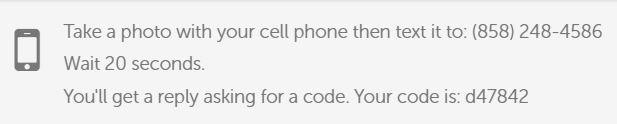 Take a photo with your cell phone then text it to: (858) 248-4586
Wait 20 seconds.
You'll get a reply asking for a code. Your code is: d47842